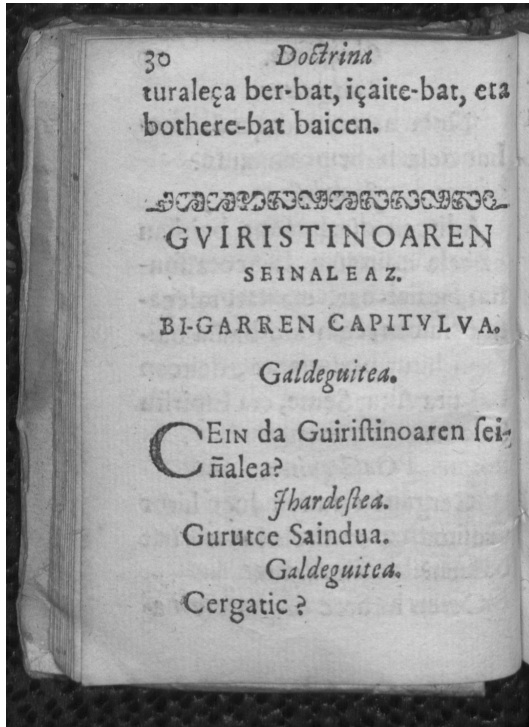 30 Doctrina
turaleça ber-bat, içaite-bat, eta
bothere-bat baicen.
GVIRISTINOAREN
SEINALEAZ.
BI-GARREN CAPITVLVA.
Galdeguitea.
CEIN da Guiriſtinoaren ſei-
ñalea?
Jhardeſtea.
Gurutce Saindua.
Galdeguitea.
Cergatic ?